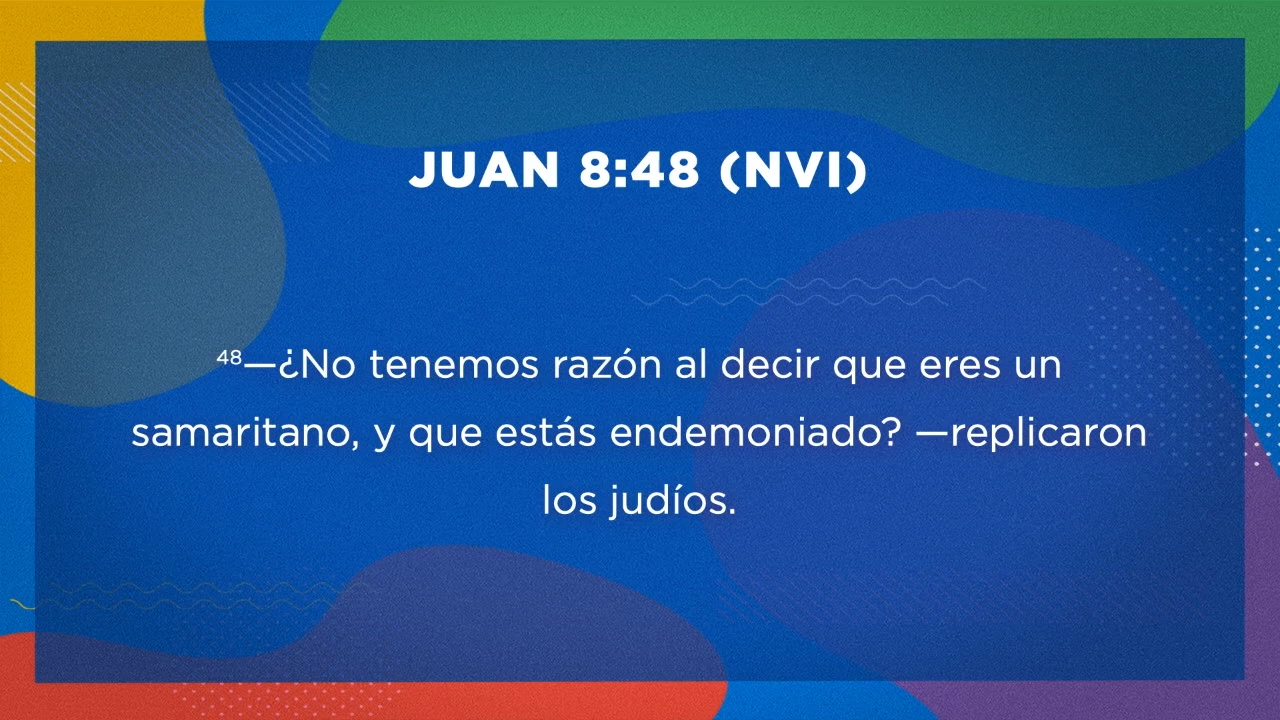 JUAN 8:48 (NVI)
48—¿No tenemos razón al decir que eres un
samaritano, y que estás endemoniado? —replicaron
los judíos.